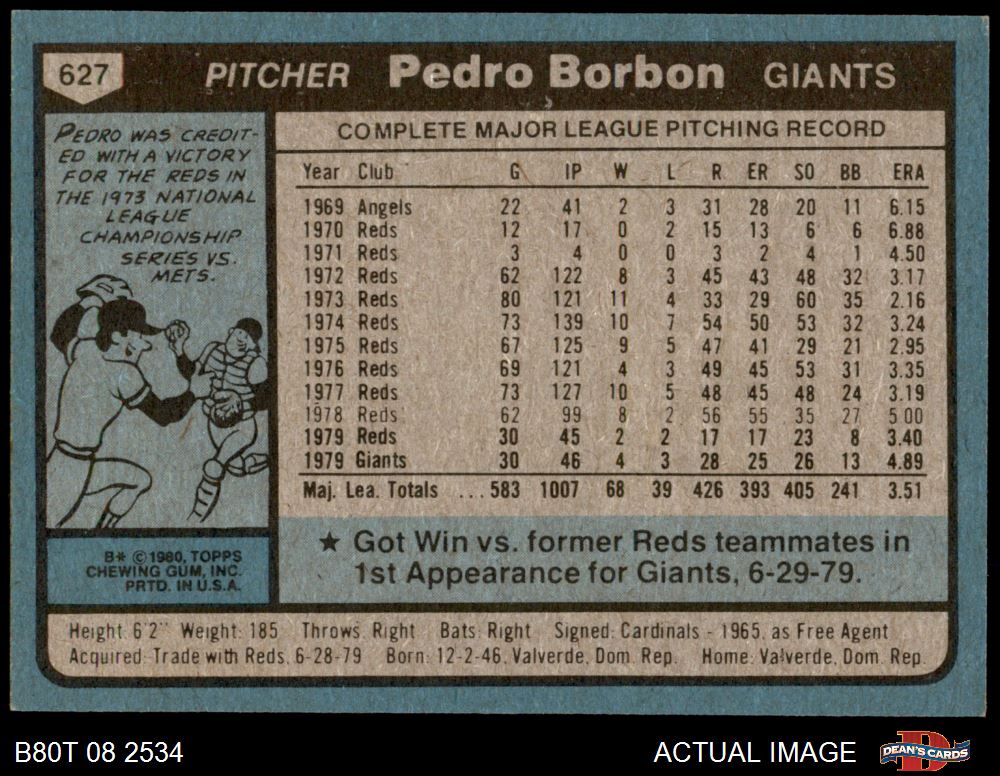 627 PITCHER Pedro Borbon GIANTS
PEDRO WAS CREDIT-
ED WITH A VICTORY
FOR THE REDS IN
THE 1973 NATIONAL
LEAGUE
CHAMPIONSHIP
SERIES VS.
METS.
COMPLETE MAJOR LEAGUE PITCHING RECORD
Year Club G IP W L R ER SO BB ERA
1969 Angels 22 41 2 3 31 28 20 11 6.15
1970 Reds 12 17 0 2 15 13 6 6 6.88
1971 Reds 3 4 0 0 3 2 4 1 4.50
1972 Reds 62 122 8 3 45 43 48 32 3.17
1973 Reds 80 121 11 4 33 29 60 35 2.16
1974 Reds 73 139 10 7 54 50 53 32 3.24
1975 Reds 67 125 9 5 47 41 29 21 2.95
1976 Reds 69 121 4 3 49 45 53 31 3.35
1977 Reds 73 127 10 5 48 45 48 24 3.19
1978 Reds 62 99 8 2 56 55 35 27 5.00
1979 Reds 30 45 2 2 17 17 23 8 3.40
1979 Giants 30 46 4 3 28 25 26 13 4.89
Maj. Lea. Totals ... 583 1007 68 39 426 393 405 241 3.51
★ Got Win vs. former Reds teammates in
1st Appearance for Giants, 6-29-79.
B* © 1980, TOPPS
CHEWING GUM, INC.
PRTD. IN U.S.A.
Height: 6'2" Weight: 185 Throws: Right Bats: Right Signed: Cardinals - 1965, as Free Agent
Acquired: Trade with Reds, 6-28-79 Born: 12-2-46, Valverde, Dom. Rep. Home: Valverde, Dom. Rep.
B80T 08 2534 ACTUAL IMAGE DEAN'S CARDS